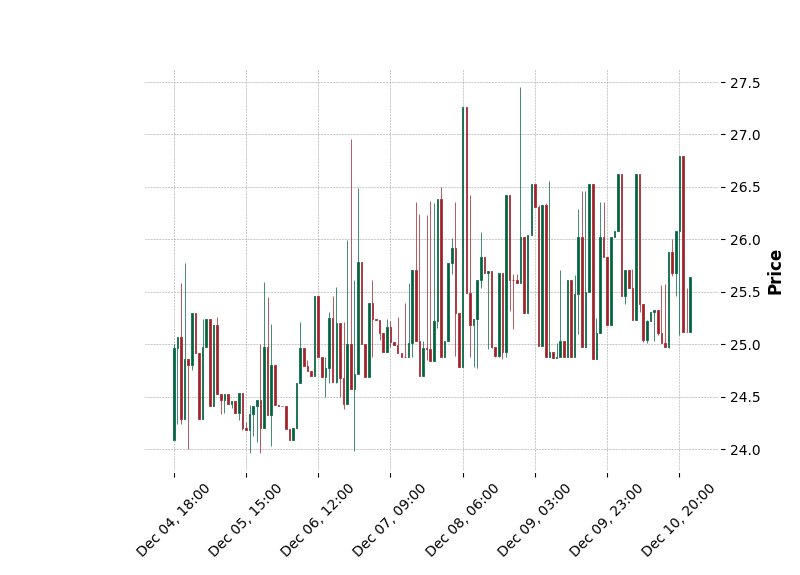 27.5
27.0
26.5
26.0
25.5
25.0
24.5
24.0
Price
Dec 04, 18:00
Dec 05, 15:00
Dec 06, 12:00
Dec 07, 09:00
Dec 08, 06:00
Dec 09, 03:00
Dec 09, 23:00
Dec 10, 20:00